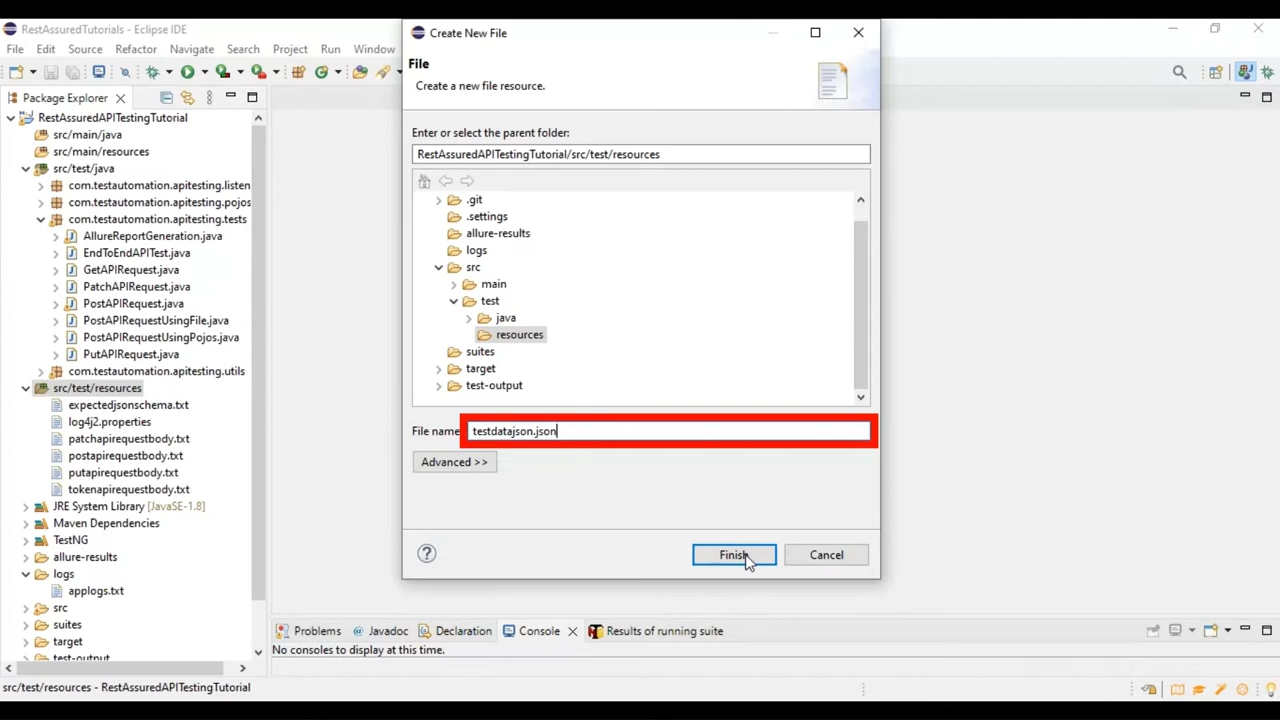 RestAssuredTutorials - Eclipse IDE
File Edit Source Refactor Navigate Search Project Run Window
Package Explorer
RestAssuredAPITestingTutorial
src/main/java
src/main/resources
src/test/java
com.testautomation.apitesting.listen
com.testautomation.apitesting.pojos
com.testautomation.apitesting.tests
AllureReportGeneration.java
EndToEndAPITest.java
GetAPIRequest.java
PatchAPIRequest.java
PostAPIRequest.java
PostAPIRequestUsingFile.java
PostAPIRequestUsingPojos.java
PutAPIRequest.java
com.testautomation.apitesting.utils
src/test/resources
expectedjsonschema.txt
log4j2.properties
patchapirequestbody.txt
postapirequestbody.txt
putapirequestbody.txt
tokenapirequestbody.txt
JRE System Library [JavaSE-1.8]
Maven Dependencies
TestNG
allure-results
logs
applogs.txt
src
suites
target
test-output
Create New File
File
Create a new file resource.
Enter or select the parent folder:
RestAssuredAPITestingTutorial/src/test/resources
.git
.settings
allure-results
logs
src
main
test
java
resources
suites
target
test-output
File name: testdatajson.json
Advanced >>
Finish Cancel
Problems Javadoc Declaration Console Results of running suite
No consoles to display at this time.
src/test/resources - RestAssuredAPITestingTutorial